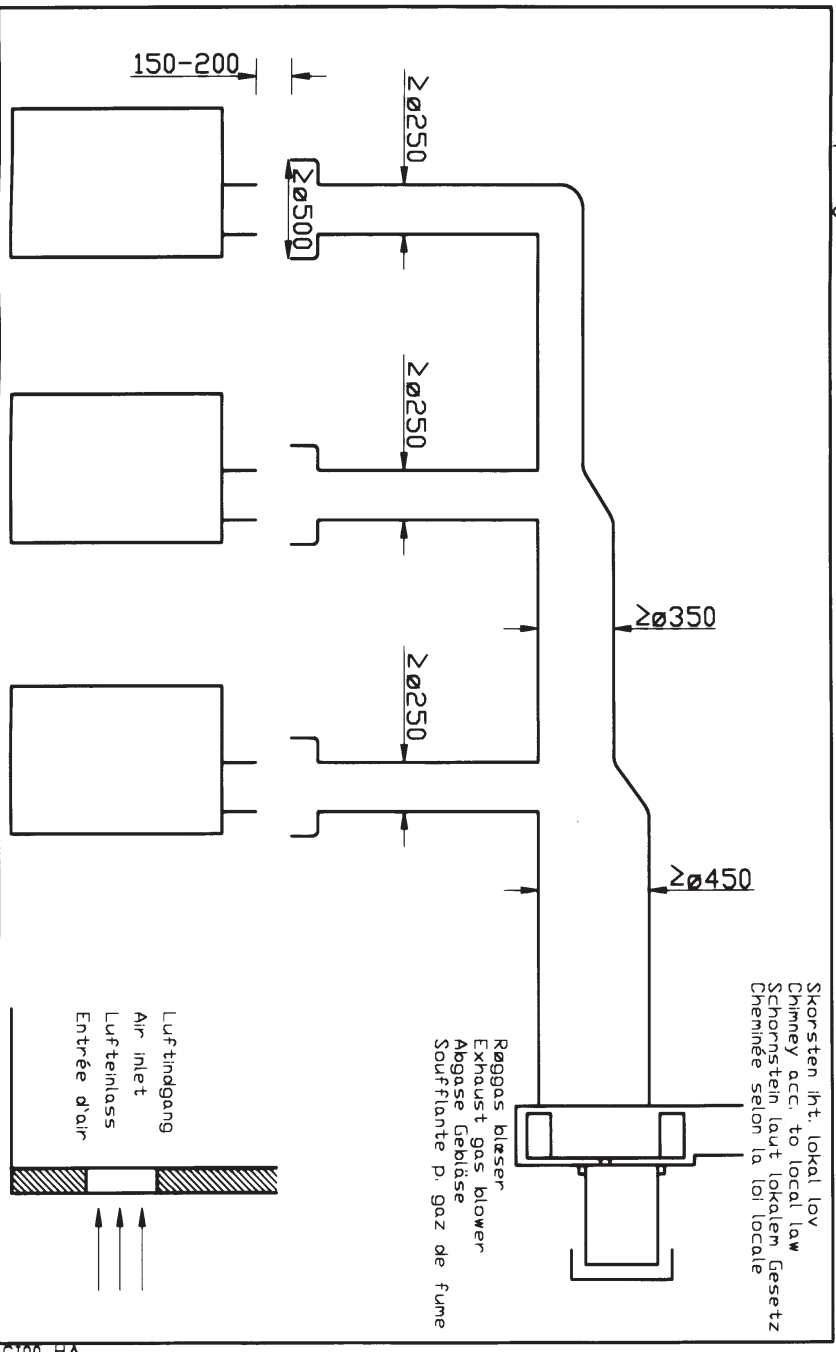 150-200
≥ø250
≥ø500
≥ø250
≥ø250
≥ø350
≥ø450
Skorsten iht. lokal lov
Chimney acc. to local law
Schornstein laut lokalem Gesetz
Cheminée selon la loi locale
Røggas blæser
Exhaust gas blower
Abgase Gebläse
Soufflante p. gaz de fume
Luftindgang
Air inlet
Lufteinlass
Entrée d'air